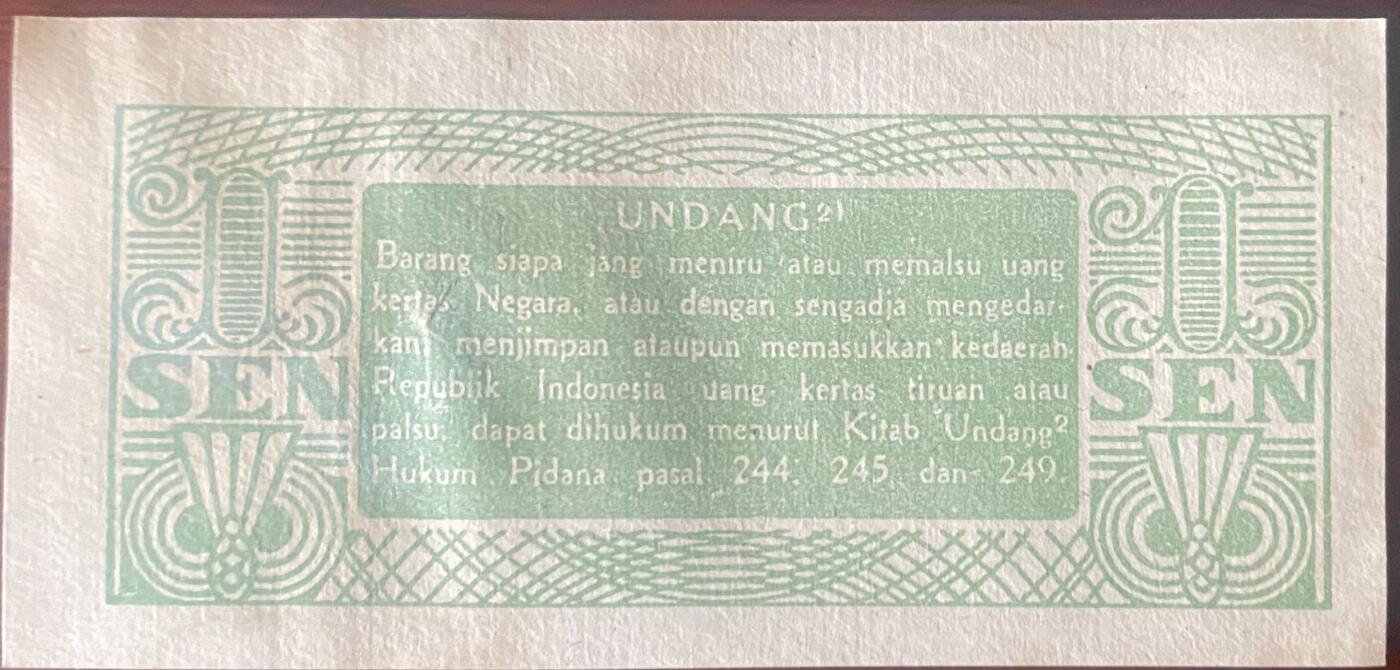 UNDANG²⁾
1 1
Barang siapa jang meniru atau memalsu uang
kertas Negara, atau dengan sengadja mengedar-
kan, menjimpan ataupun memasukkan kedaerah
SEN SEN
Republik Indonesia uang kertas tiruan atau
palsu, dapat dihukum menurut Kitab Undang²
Hukum Pidana pasal 244, 245 dan 249.